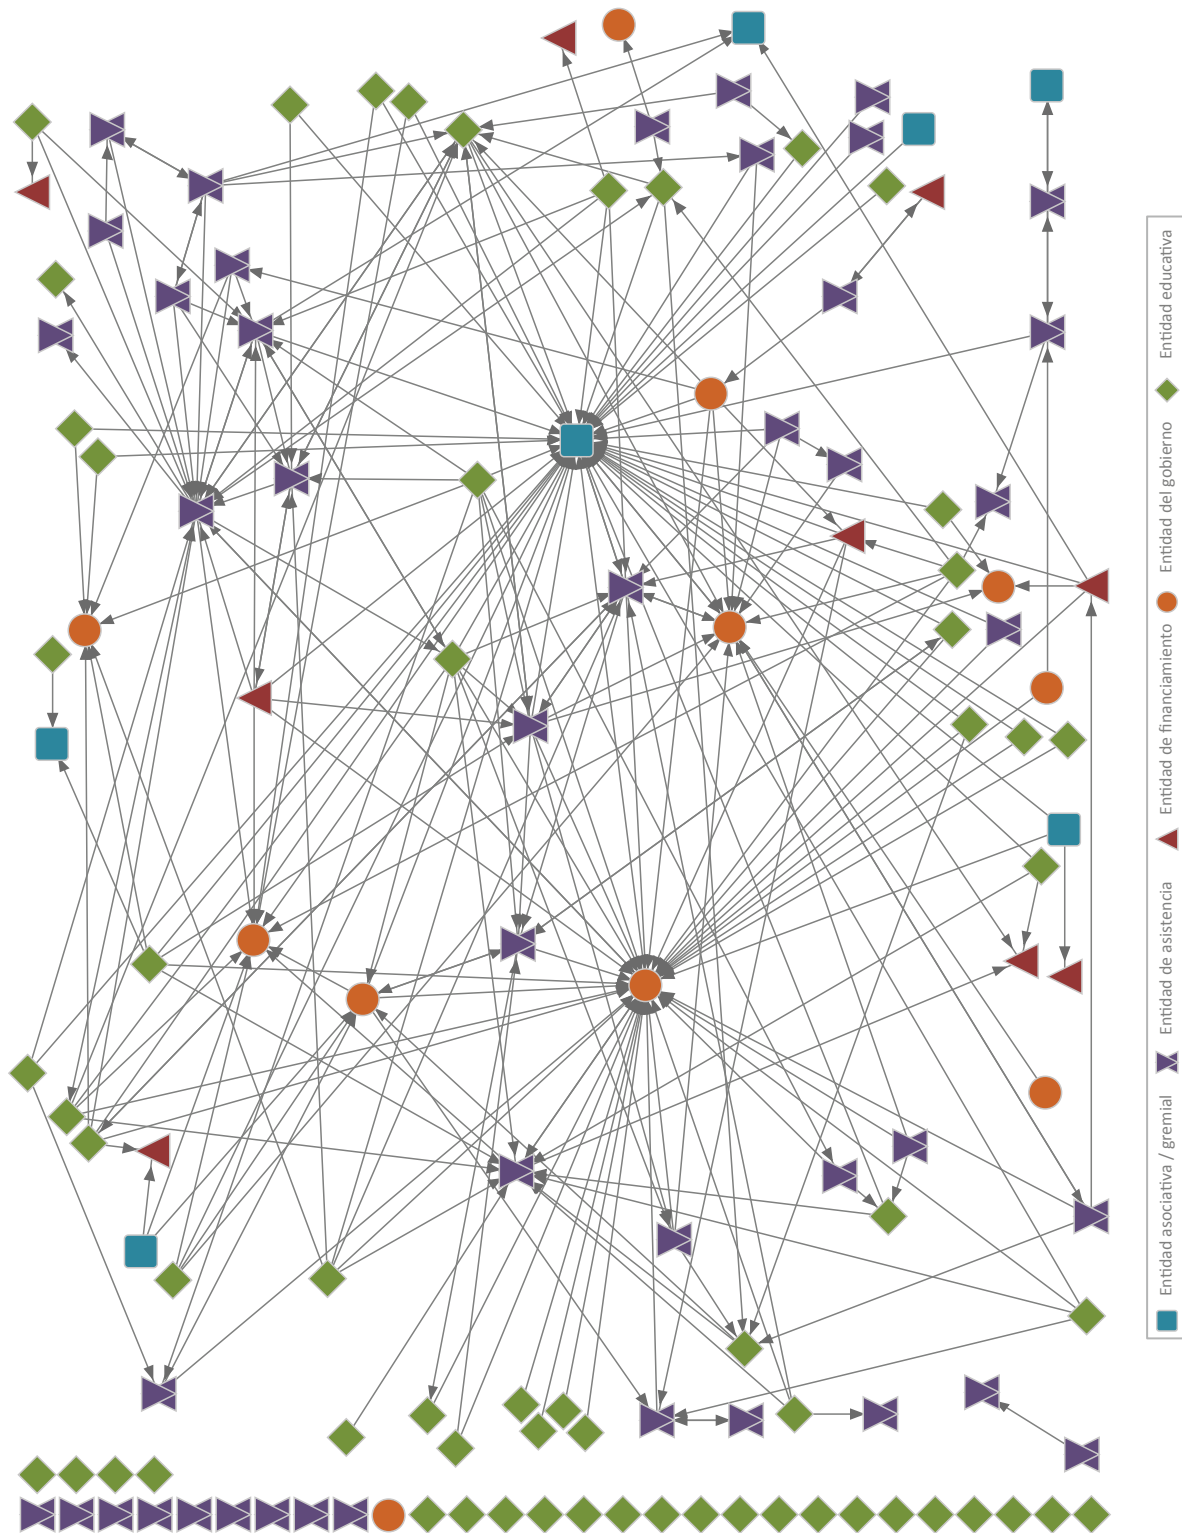 Entidad asociativa / gremial
Entidad de asistencia
Entidad de financiamiento
Entidad del gobierno
Entidad educativa